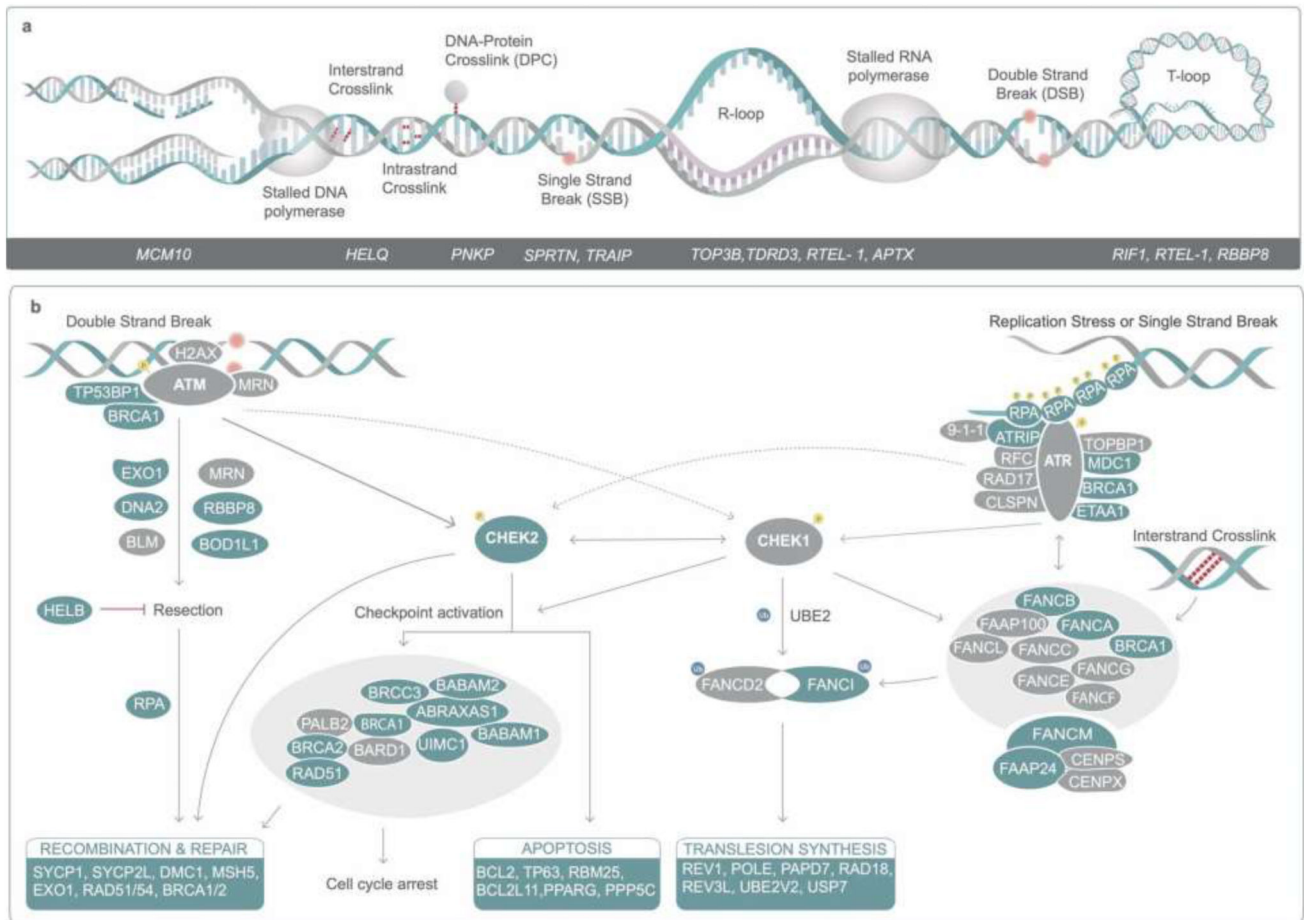 a
Interstrand
Crosslink
DNA-Protein
Crosslink (DPC)
Stalled RNA
polymerase
Double Strand
Break (DSB)
T-loop
R-loop
Stalled DNA
polymerase
Intrastrand
Crosslink
Single Strand
Break (SSB)
MCM10
HELQ
PNKP
SPRTN, TRAIP
TOP3B,TDRD3, RTEL- 1, APTX
RIF1, RTEL-1, RBBP8
b
Double Strand Break
H2AX
P
ATM
MRN
TP53BP1
BRCA1
EXO1
MRN
DNA2
RBBP8
BLM
BOD1L1
HELB
Resection
RPA
P
CHEK2
P
CHEK1
Checkpoint activation
Ub
UBE2
Ub
FANCD2
FANCI
Ub
Replication Stress or Single Strand Break
P
P
P
P
P
P
P
P
RPA
RPA
RPA
RPA
P
9-1-1
ATRIP
RFC
RAD17
CLSPN
ATR
TOPBP1
MDC1
BRCA1
ETAA1
Interstrand Crosslink
FANCB
FAAP100
FANCA
FANCL
FANCC
BRCA1
FANCG
FANCE
FANCF
FANCM
FAAP24
CENPS
CENPX
BRCC3
BABAM2
PALB2
BRCA1
ABRAXAS1
BRCA2
BARD1
UIMC1
BABAM1
RAD51
RECOMBINATION & REPAIR
SYCP1, SYCP2L, DMC1, MSH5,
EXO1, RAD51/54, BRCA1/2
Cell cycle arrest
APOPTOSIS
BCL2, TP63, RBM25,
BCL2L11,PPARG, PPP5C
TRANSLESION SYNTHESIS
REV1, POLE, PAPD7, RAD18,
REV3L, UBE2V2, USP7